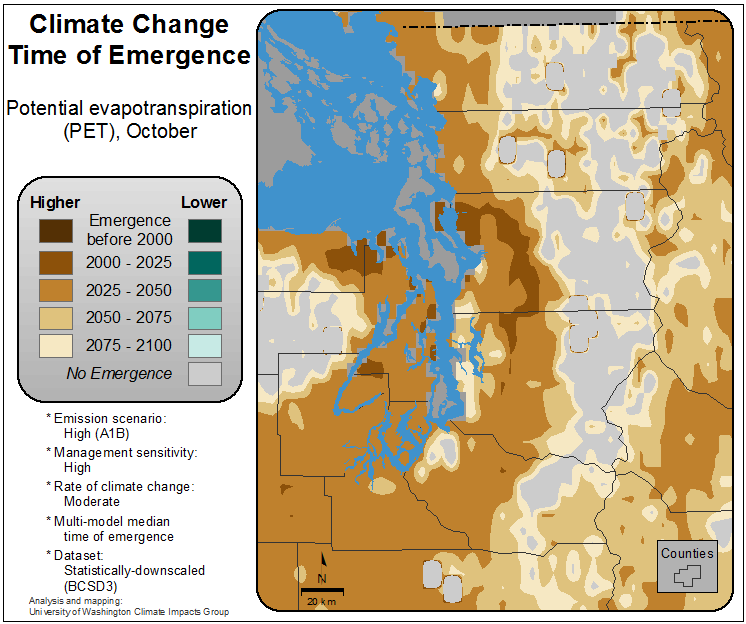 Climate Change
Time of Emergence
Potential evapotranspiration
(PET), October
Higher
Lower
Emergence
before 2000
2000 - 2025
2025 - 2050
2050 - 2075
2075 - 2100
No Emergence
* Emission scenario:
High (A1B)
* Management sensitivity:
High
* Rate of climate change:
Moderate
* Multi-model median
time of emergence
* Dataset:
Statistically-downscaled
(BCSD3)
Analysis and mapping:
University of Washington Climate Impacts Group
N
20 km
Counties